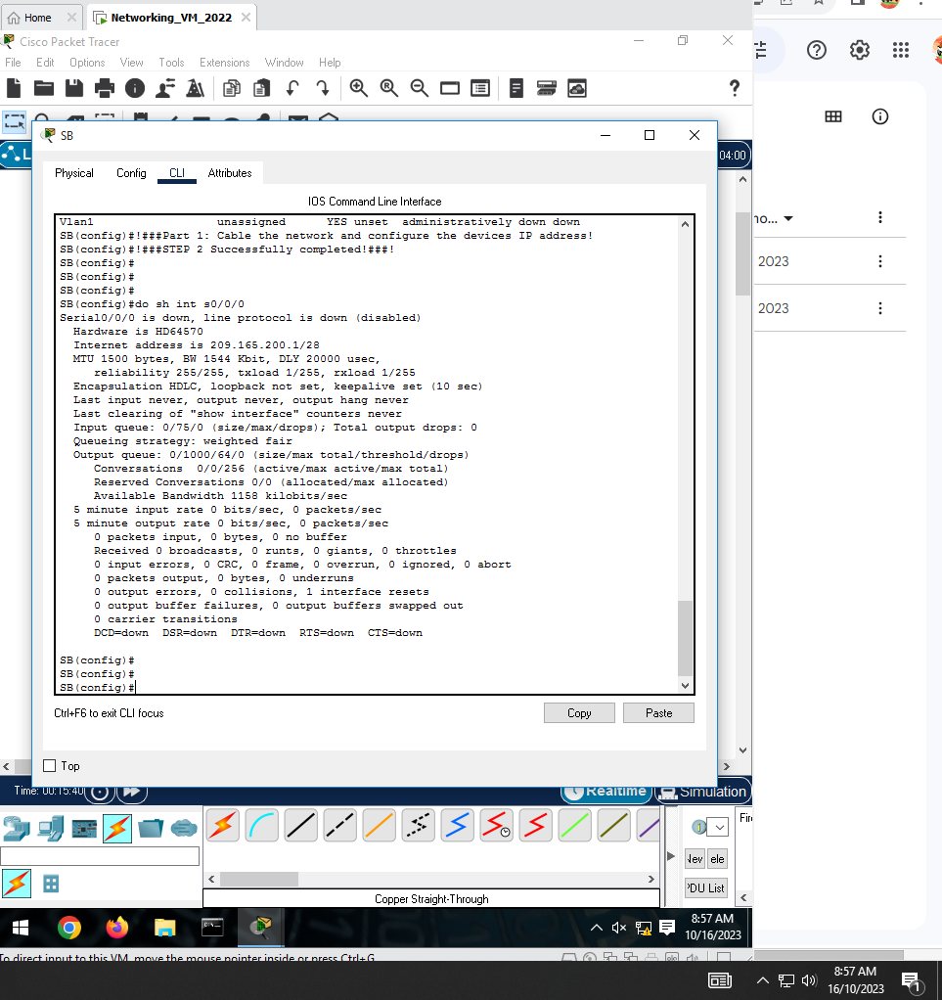 Home
Networking_VM_2022
Cisco Packet Tracer
File Edit Options View Tools Extensions Window Help
?
SB
04:00
Physical Config CLI Attributes
IOS Command Line Interface
Vlan1 unassigned YES unset administratively down down
SB(config)#!###Part 1: Cable the network and configure the devices IP address!
SB(config)#!###STEP 2 Successfully completed!###!
SB(config)#
SB(config)#
SB(config)#
SB(config)#do sh int s0/0/0
Serial0/0/0 is down, line protocol is down (disabled)
Hardware is HD64570
Internet address is 209.165.200.1/28
MTU 1500 bytes, BW 1544 Kbit, DLY 20000 usec,
reliability 255/255, txload 1/255, rxload 1/255
Encapsulation HDLC, loopback not set, keepalive set (10 sec)
Last input never, output never, output hang never
Last clearing of "show interface" counters never
Input queue: 0/75/0 (size/max/drops); Total output drops: 0
Queueing strategy: weighted fair
Output queue: 0/1000/64/0 (size/max total/threshold/drops)
Conversations 0/0/256 (active/max active/max total)
Reserved Conversations 0/0 (allocated/max allocated)
Available Bandwidth 1158 kilobits/sec
5 minute input rate 0 bits/sec, 0 packets/sec
5 minute output rate 0 bits/sec, 0 packets/sec
0 packets input, 0 bytes, 0 no buffer
Received 0 broadcasts, 0 runts, 0 giants, 0 throttles
0 input errors, 0 CRC, 0 frame, 0 overrun, 0 ignored, 0 abort
0 packets output, 0 bytes, 0 underruns
0 output errors, 0 collisions, 1 interface resets
0 output buffer failures, 0 output buffers swapped out
0 carrier transitions
DCD=down DSR=down DTR=down RTS=down CTS=down
SB(config)#
SB(config)#
SB(config)#
Ctrl+F6 to exit CLI focus
Copy Paste
Top
2023
2023
Time: 00:15:40
Realtime Simulation
Copper Straight-Through
8:57 AM
10/16/2023
To direct input to this VM, move the mouse pointer inside or press Ctrl+G.
8:57 AM
16/10/2023
1